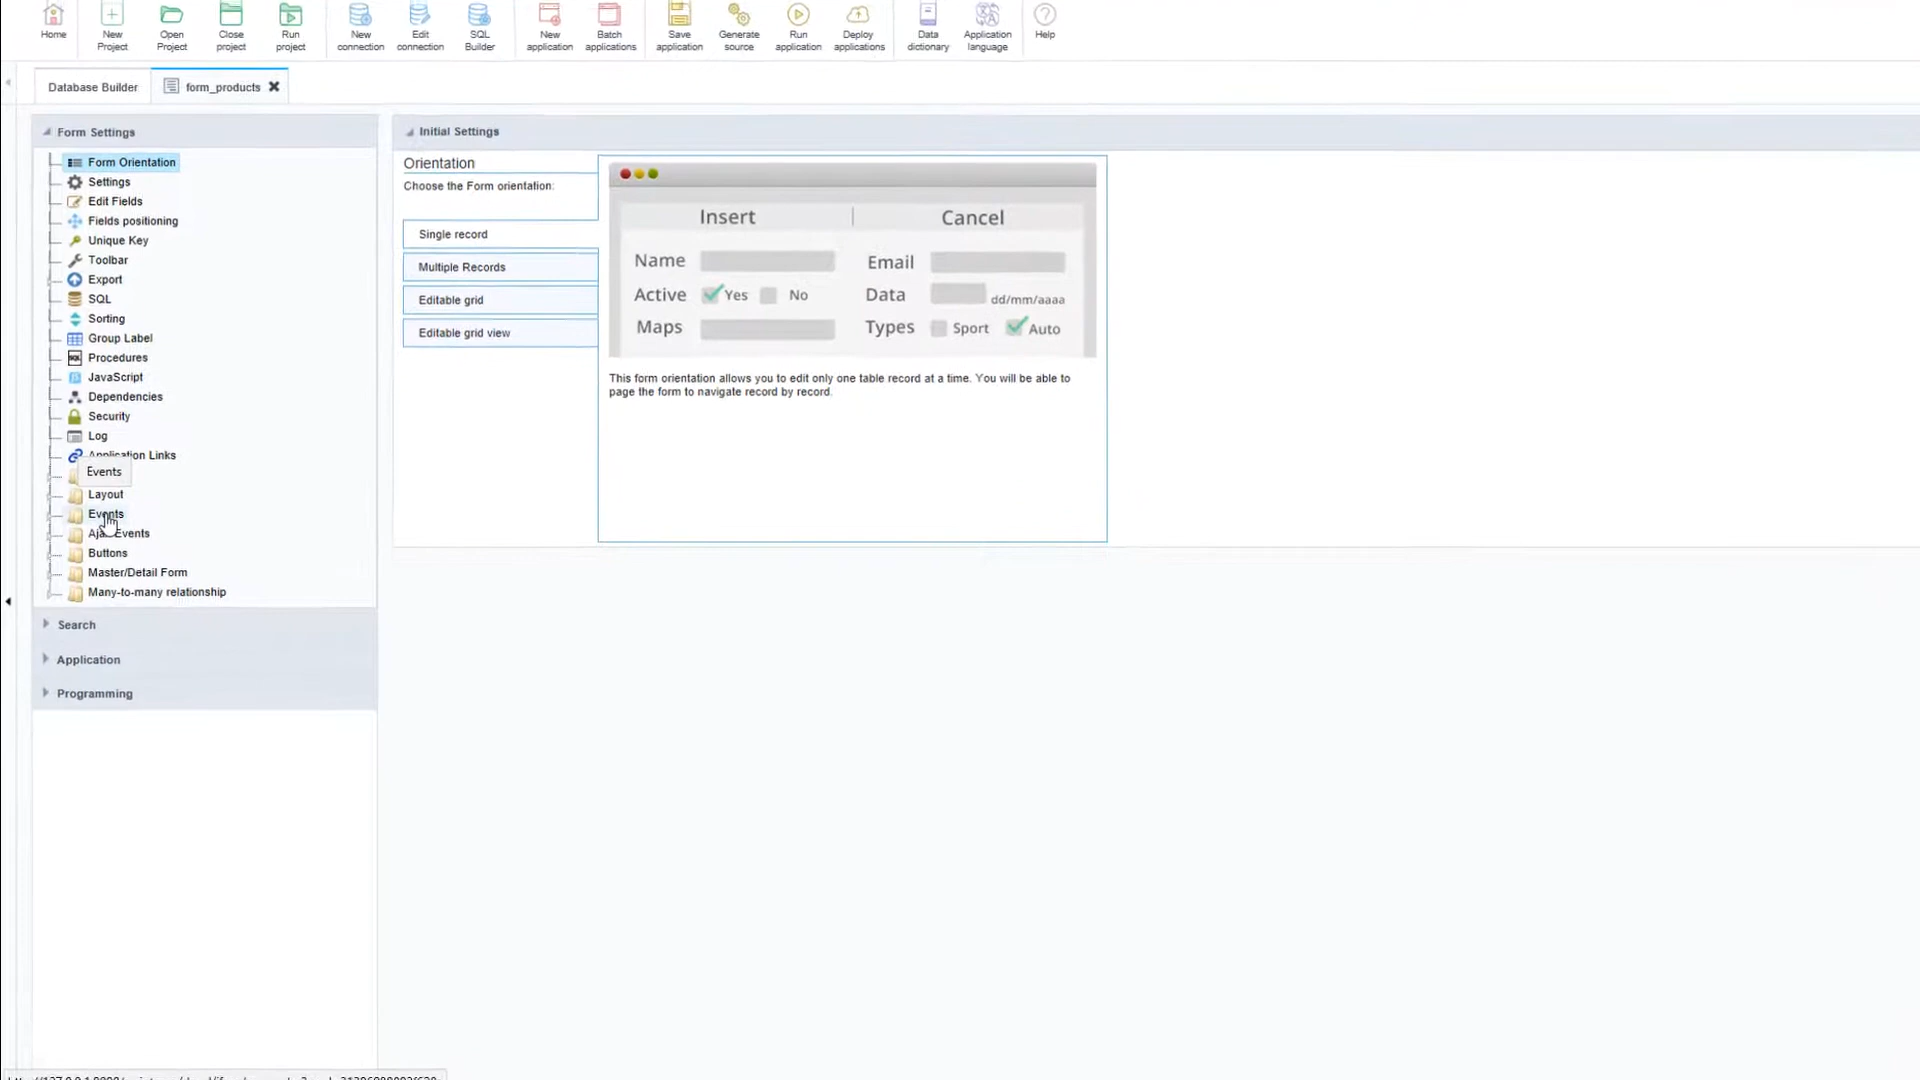 Home
New
Project
Open
Project
Close
project
Run
project
New
connection
Edit
connection
SQL
Builder
New
application
Batch
applications
Save
application
Generate
source
Run
application
Deploy
applications
Data
dictionary
Application
language
Help
Database Builder
form_products
Form Settings
Form Orientation
Settings
Edit Fields
Fields positioning
Unique Key
Toolbar
Export
SQL
Sorting
Group Label
Procedures
JavaScript
Dependencies
Security
Log
Application Links
Events
Layout
Events
Ajax Events
Buttons
Master/Detail Form
Many-to-many relationship
Search
Application
Programming
Initial Settings
Orientation
Choose the Form orientation:
Single record
Multiple Records
Editable grid
Editable grid view
Insert | Cancel
Name Email
Active Yes No Data dd/mm/aaaa
Maps Types Sport Auto
This form orientation allows you to edit only one table record at a time. You will be able to
page the form to navigate record by record.